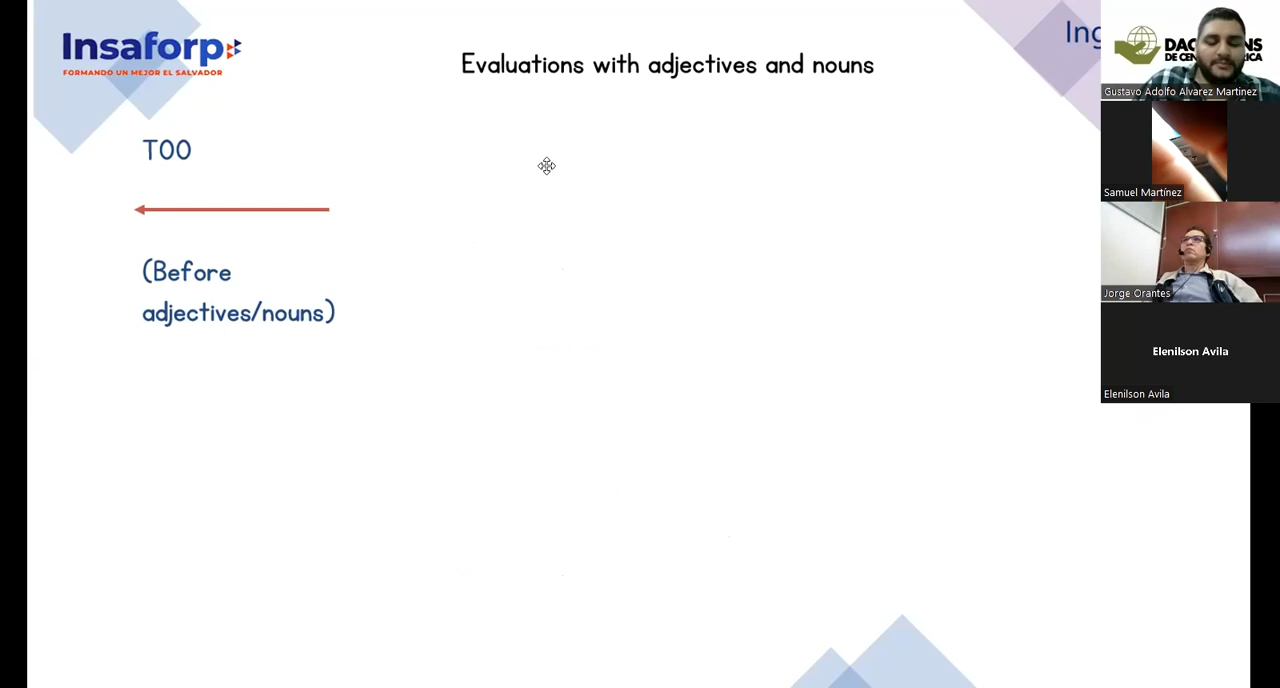 Insaforp
FORMANDO UN MEJOR EL SALVADOR
Evaluations with adjectives and nouns
TOO
(Before
adjectives/nouns)
Gustavo Adolfo Alvarez Martinez
Samuel Martínez
Jorge Orantes
Elenilson Avila
Elenilson Avila